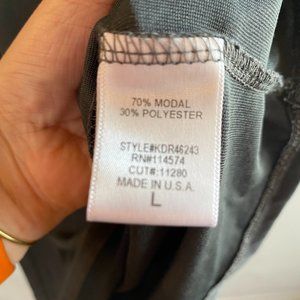 70% MODAL
30% POLYESTER
STYLE#KDR46243
RN#114574
CUT#:11280
MADE IN U.S.A.
L